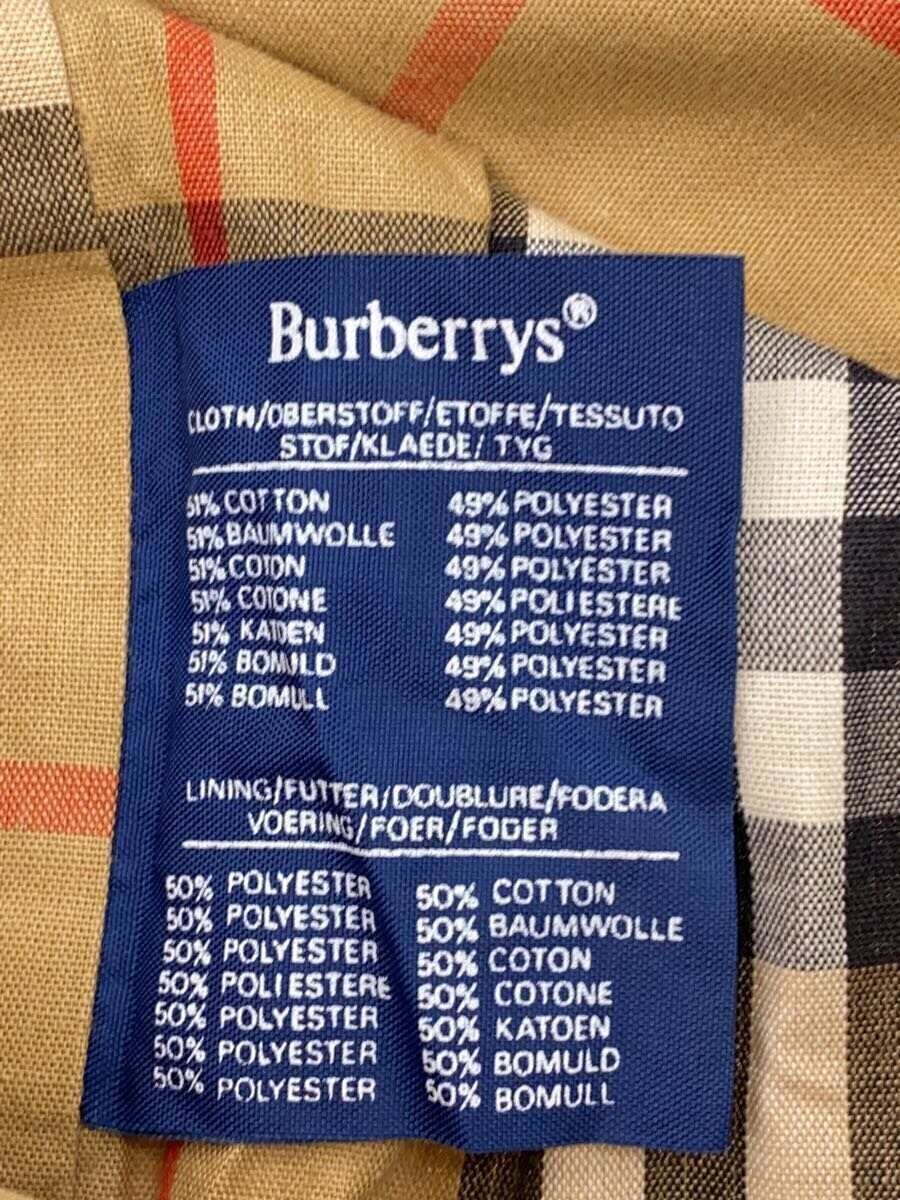 Burberrys®
CLOTH/OBERSTOFF/ETOFFE/TESSUTO
STOF/KLAEDE/ TYG
51% COTTON 49% POLYESTER
51% BAUMWOLLE 49% POLYESTER
51% COTON 49% POLYESTER
51% COTONE 49% POLIESTERE
51% KATOEN 49% POLYESTER
51% BOMULD 49% POLYESTER
51% BOMULL 49% POLYESTER
LINING/FUTTER/DOUBLURE/FODERA
VOERING/FOER/FODER
50% POLYESTER 50% COTTON
50% POLYESTER 50% BAUMWOLLE
50% POLYESTER 50% COTON
50% POLIESTERE 50% COTONE
50% POLYESTER 50% KATOEN
50% POLYESTER 50% BOMULD
50% POLYESTER 50% BOMULL